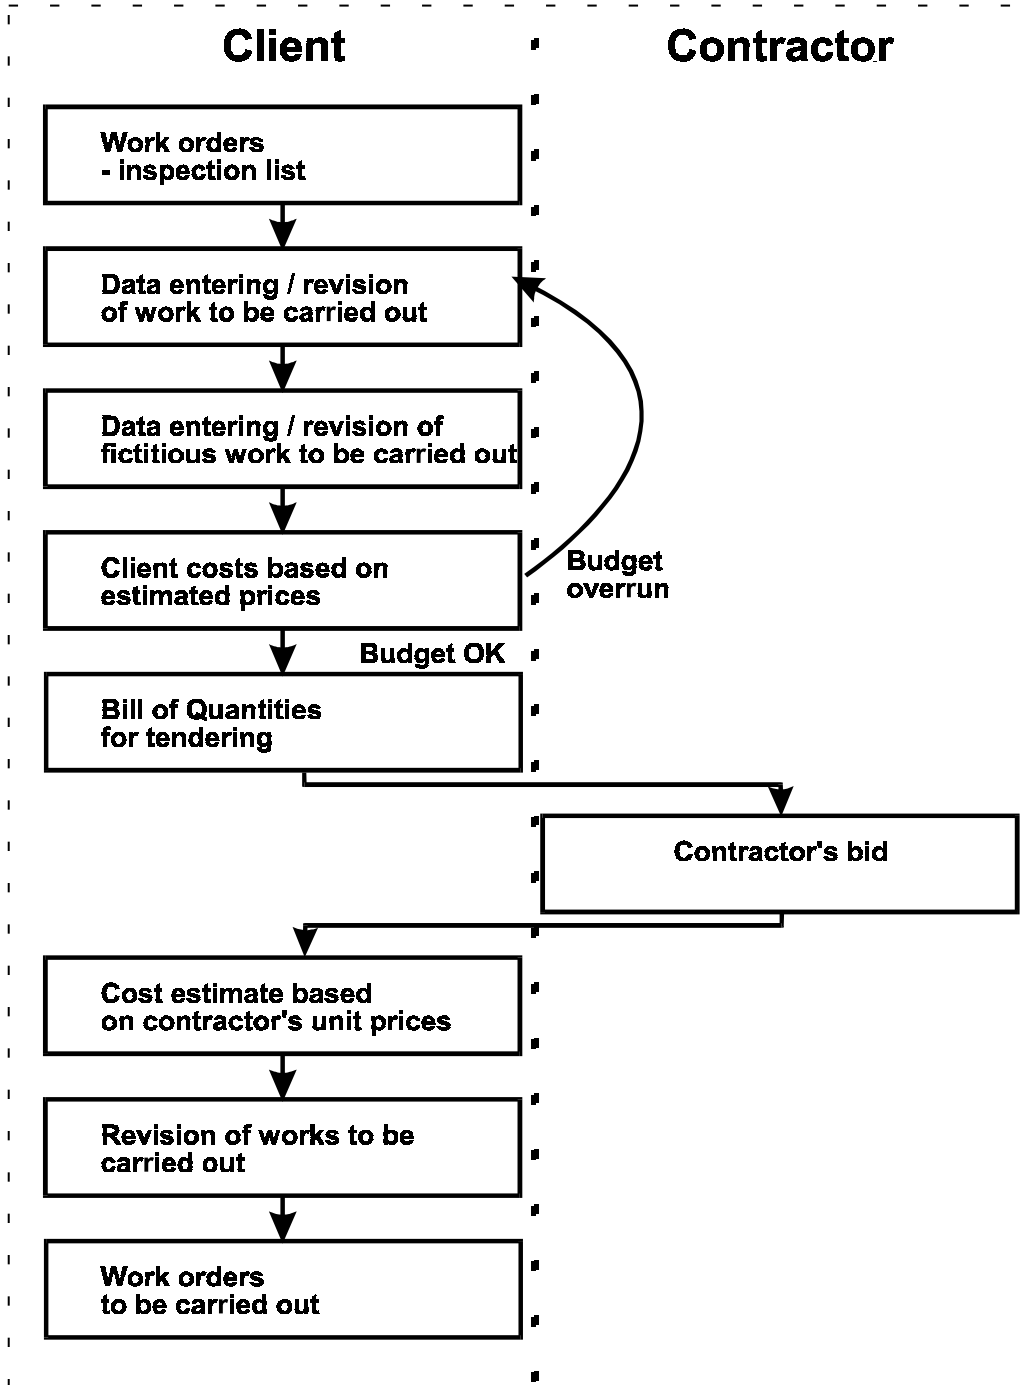 Client
Contractor
Work orders
- inspection list
Data entering / revision
of work to be carried out
Data entering / revision of
fictitious work to be carried out
Client costs based on
estimated prices
Budget
overrun
Budget OK
Bill of Quantities
for tendering
Contractor's bid
Cost estimate based
on contractor's unit prices
Revision of works to be
carried out
Work orders
to be carried out